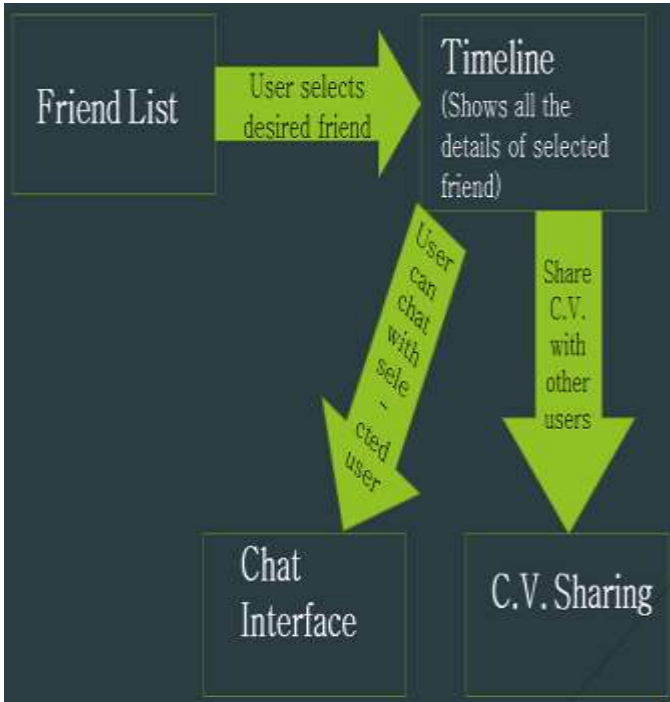 Friend List
User selects
desired friend
Timeline
(Shows all the
details of selected
friend)
User
can
chat
with
sele
~
cted
user
Share
C.V.
with
other
users
Chat
Interface
C.V. Sharing